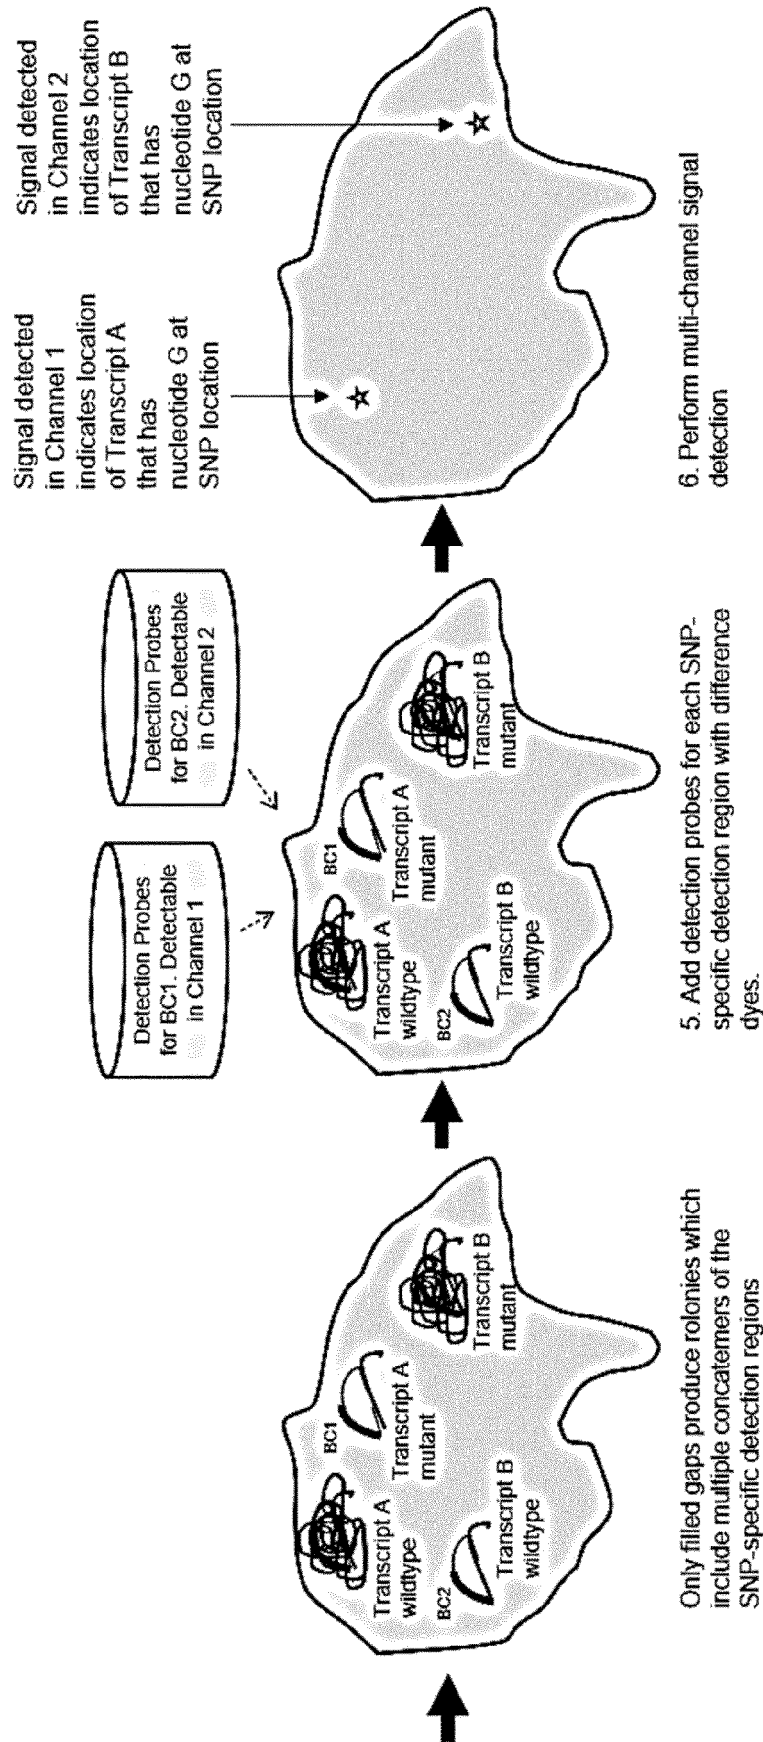 BC1
Transcript A
wildtype
Transcript A
mutant
BC2
Transcript B
wildtype
Transcript B
mutant
Only filled gaps produce rolonies which
include multiple concatemers of the
SNP-specific detection regions
Detection Probes
for BC1. Detectable
in Channel 1
Detection Probes
for BC2. Detectable
in Channel 2
BC1
Transcript A
wildtype
Transcript A
mutant
BC2
Transcript B
wildtype
Transcript B
mutant
5. Add detection probes for each SNP-
specific detection region with difference
dyes.
Signal detected
in Channel 1
indicates location
of Transcript A
that has
nucleotide G at
SNP location
Signal detected
in Channel 2
indicates location
of Transcript B
that has
nucleotide G at
SNP location
6. Perform multi-channel signal
detection